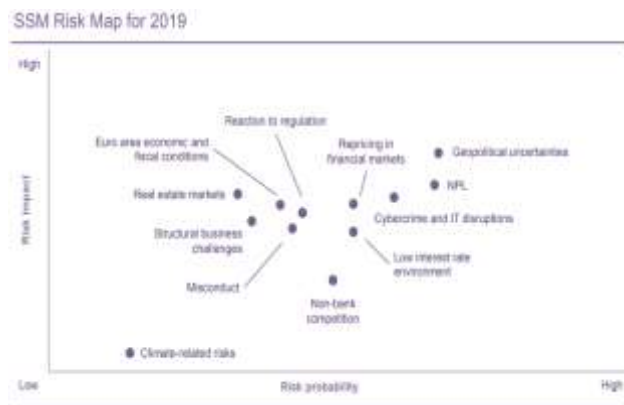 SSM Risk Map for 2019
High
Reaction to regulation
Euro area economic and
fiscal conditions
Repricing in
financial markets
Geopolitical uncertainties
Real estate markets
NPL
Cybercrime and IT disruptions
Structural business
challenges
Risk impact
Low interest rate
environment
Misconduct
Non-bank
competition
Climate-related risks
Low
Risk probability
High